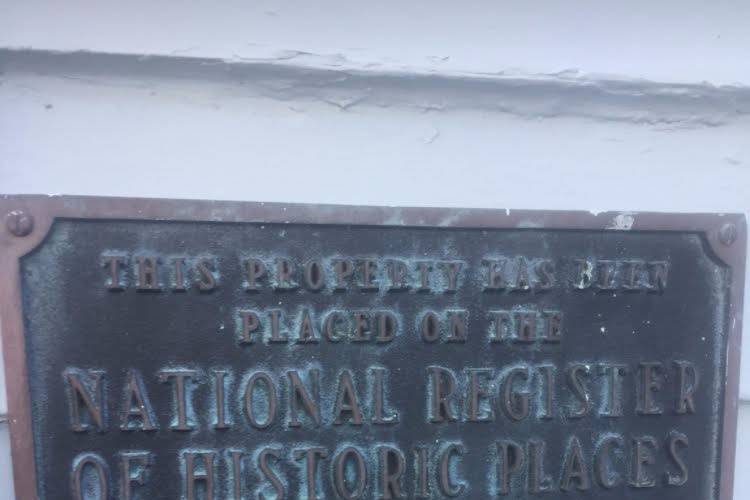 THIS PROPERTY HAS BEEN
PLACED ON THE
NATIONAL REGISTER
OF HISTORIC PLACES